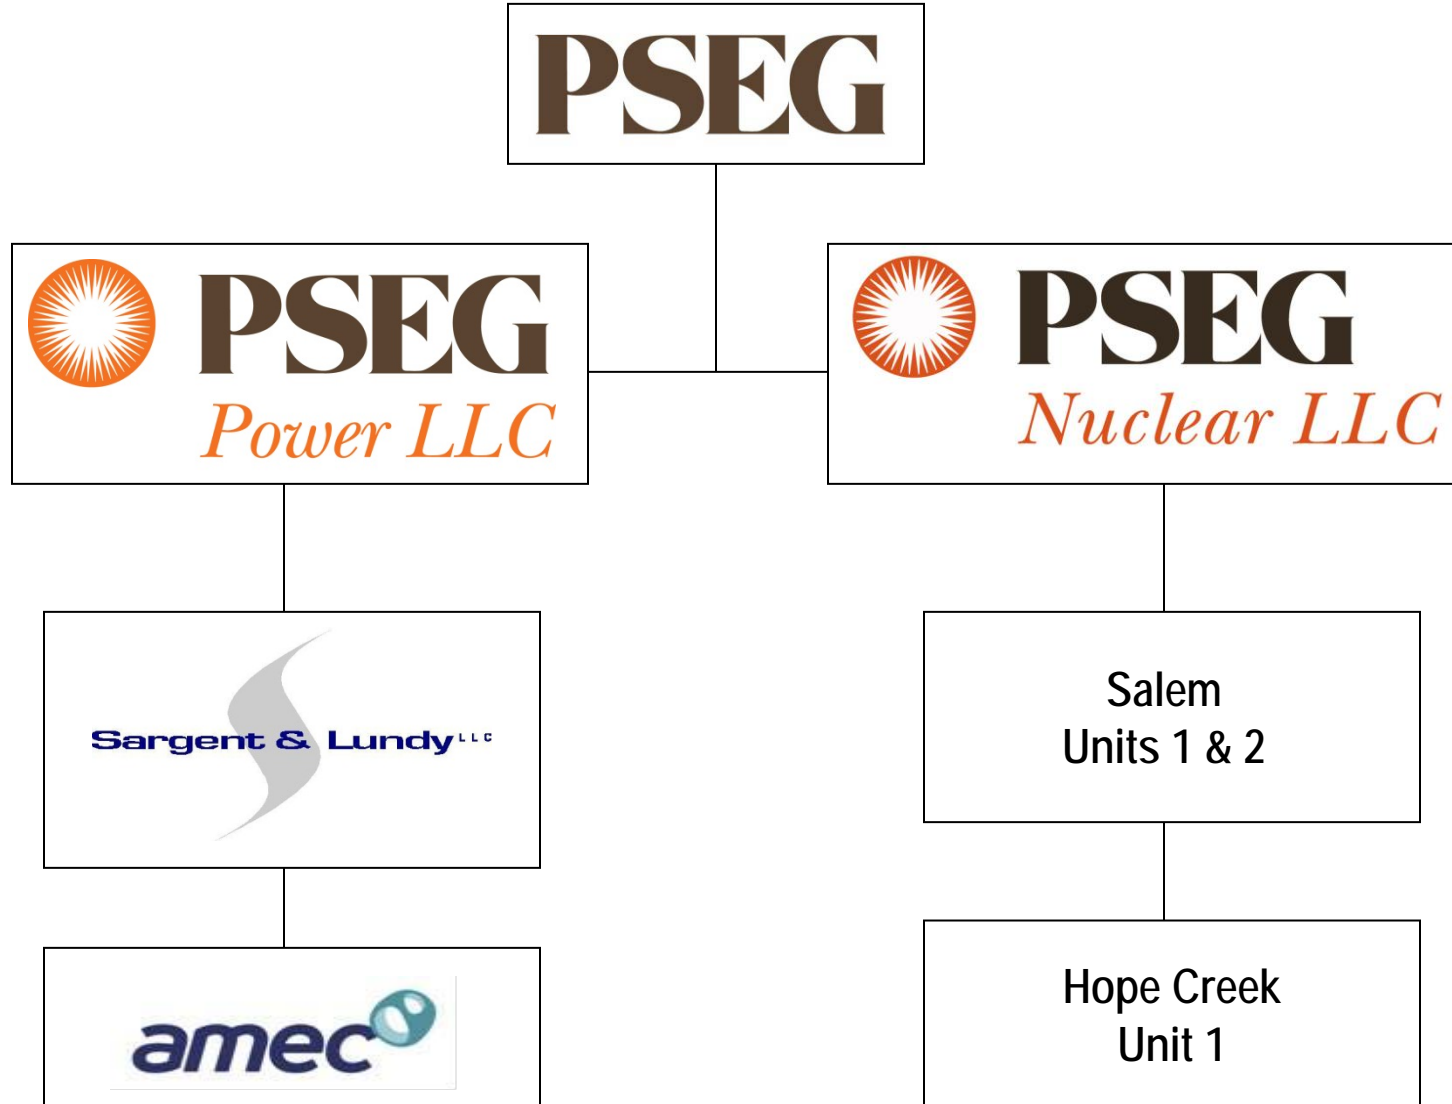 PSEG
PSEG
Power LLC
PSEG
Nuclear LLC
Sargent & Lundy LLC
Salem
Units 1 & 2
amec
Hope Creek
Unit 1